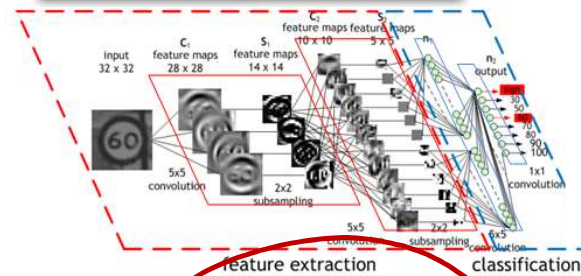 input
32 x 32
C1
feature maps
28 x 28
S1
feature maps
14 x 14
C2
feature maps
10 x 10
S2
feature maps
5 x 5
n1
n2
output
60
5x5
convolution
2x2
subsampling
5x5
convolution
2x2
subsampling
convolution
1x1
convolution
30
50
70
80
90
100
feature extraction
classification